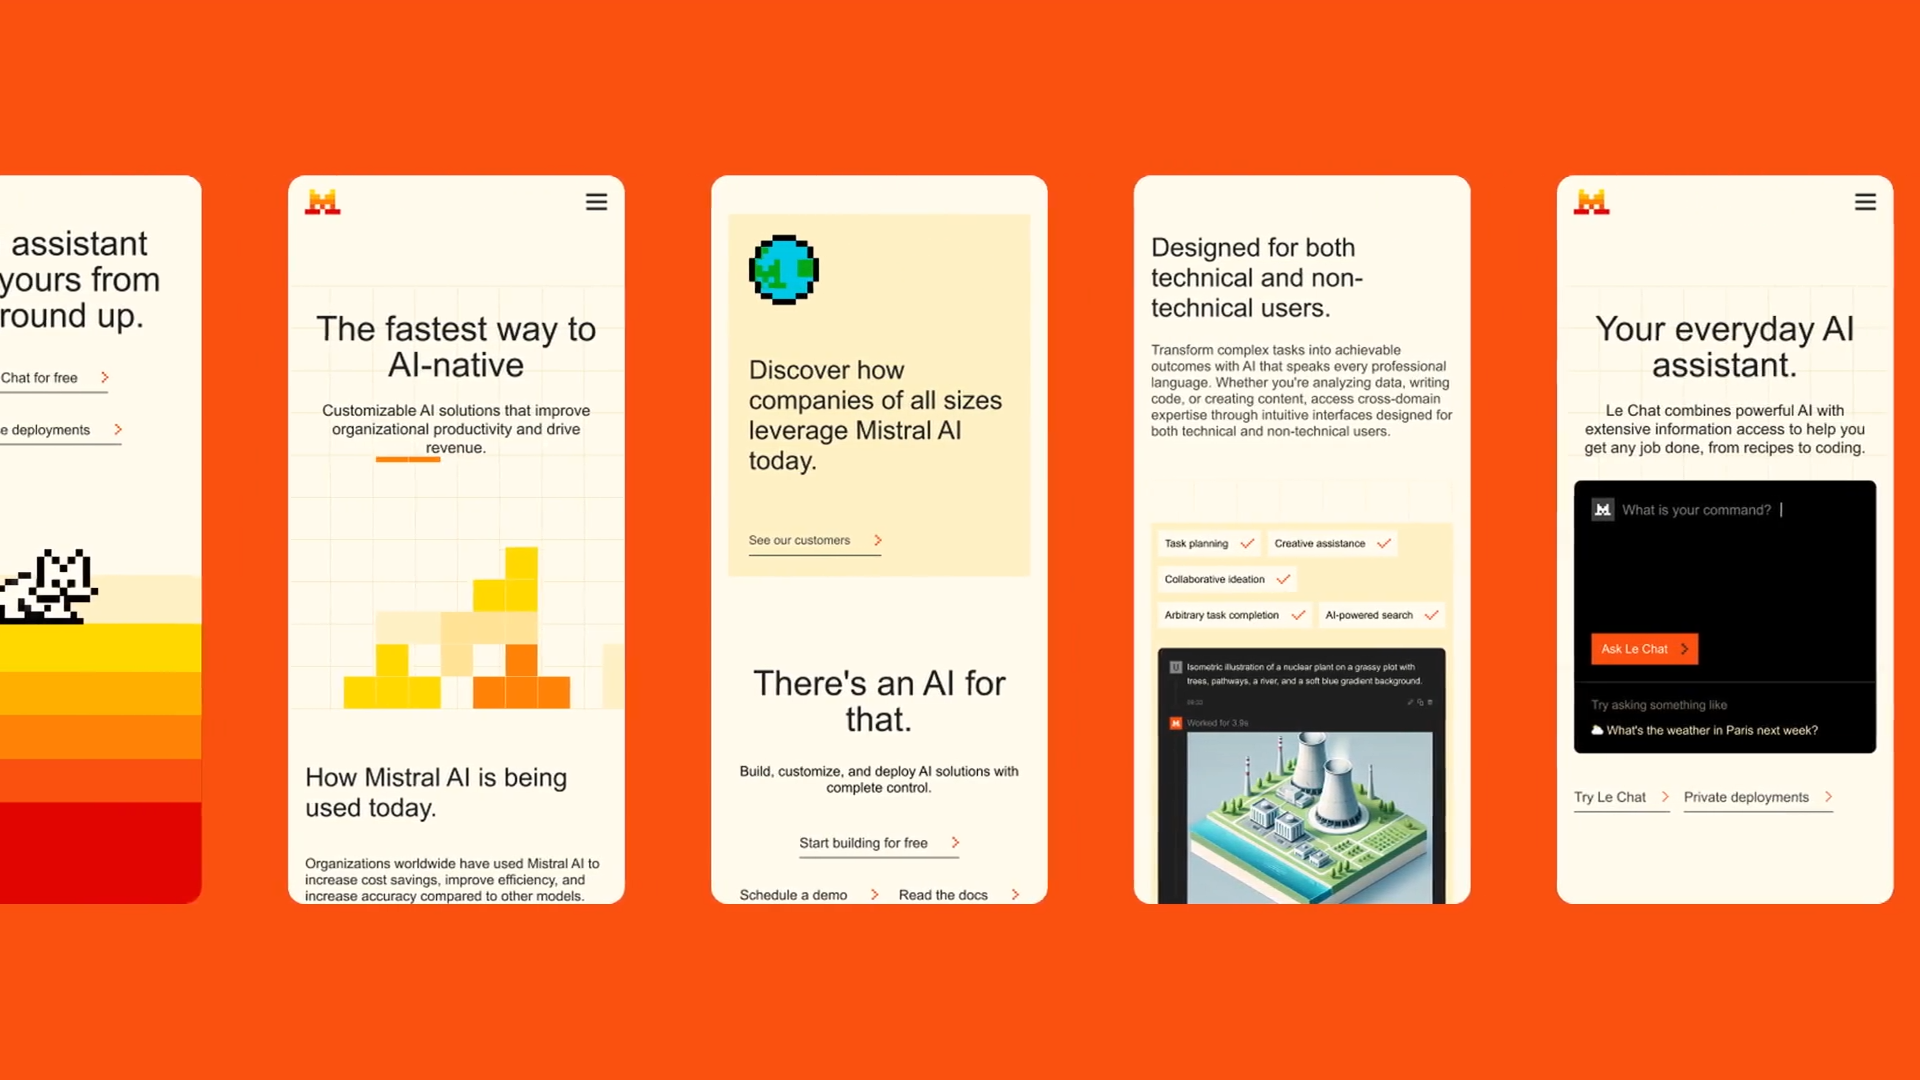 assistant
yours from
round up.
Chat for free
e deployments
The fastest way to
AI-native
Customizable AI solutions that improve
organizational productivity and drive
revenue.
How Mistral AI is being
used today.
Organizations worldwide have used Mistral AI to
increase cost savings, improve efficiency, and
increase accuracy compared to other models.
Discover how
companies of all sizes
leverage Mistral AI
today.
See our customers
There's an AI for
that.
Build, customize, and deploy AI solutions with
complete control.
Start building for free
Schedule a demo
Read the docs
Designed for both
technical and non-
technical users.
Transform complex tasks into achievable
outcomes with AI that speaks every professional
language. Whether you're analyzing data, writing
code, or creating content, access cross-domain
expertise through intuitive interfaces designed for
both technical and non-technical users.
Task planning
Creative assistance
Collaborative ideation
Arbitrary task completion
AI-powered search
U
Isometric illustration of a nuclear plant on a grassy plot with
trees, pathways, a river, and a soft blue gradient background.
Worked for 3.9s
Your everyday AI
assistant.
Le Chat combines powerful AI with
extensive information access to help you
get any job done, from recipes to coding.
What is your command?
Ask Le Chat
Try asking something like
What's the weather in Paris next week?
Try Le Chat
Private deployments